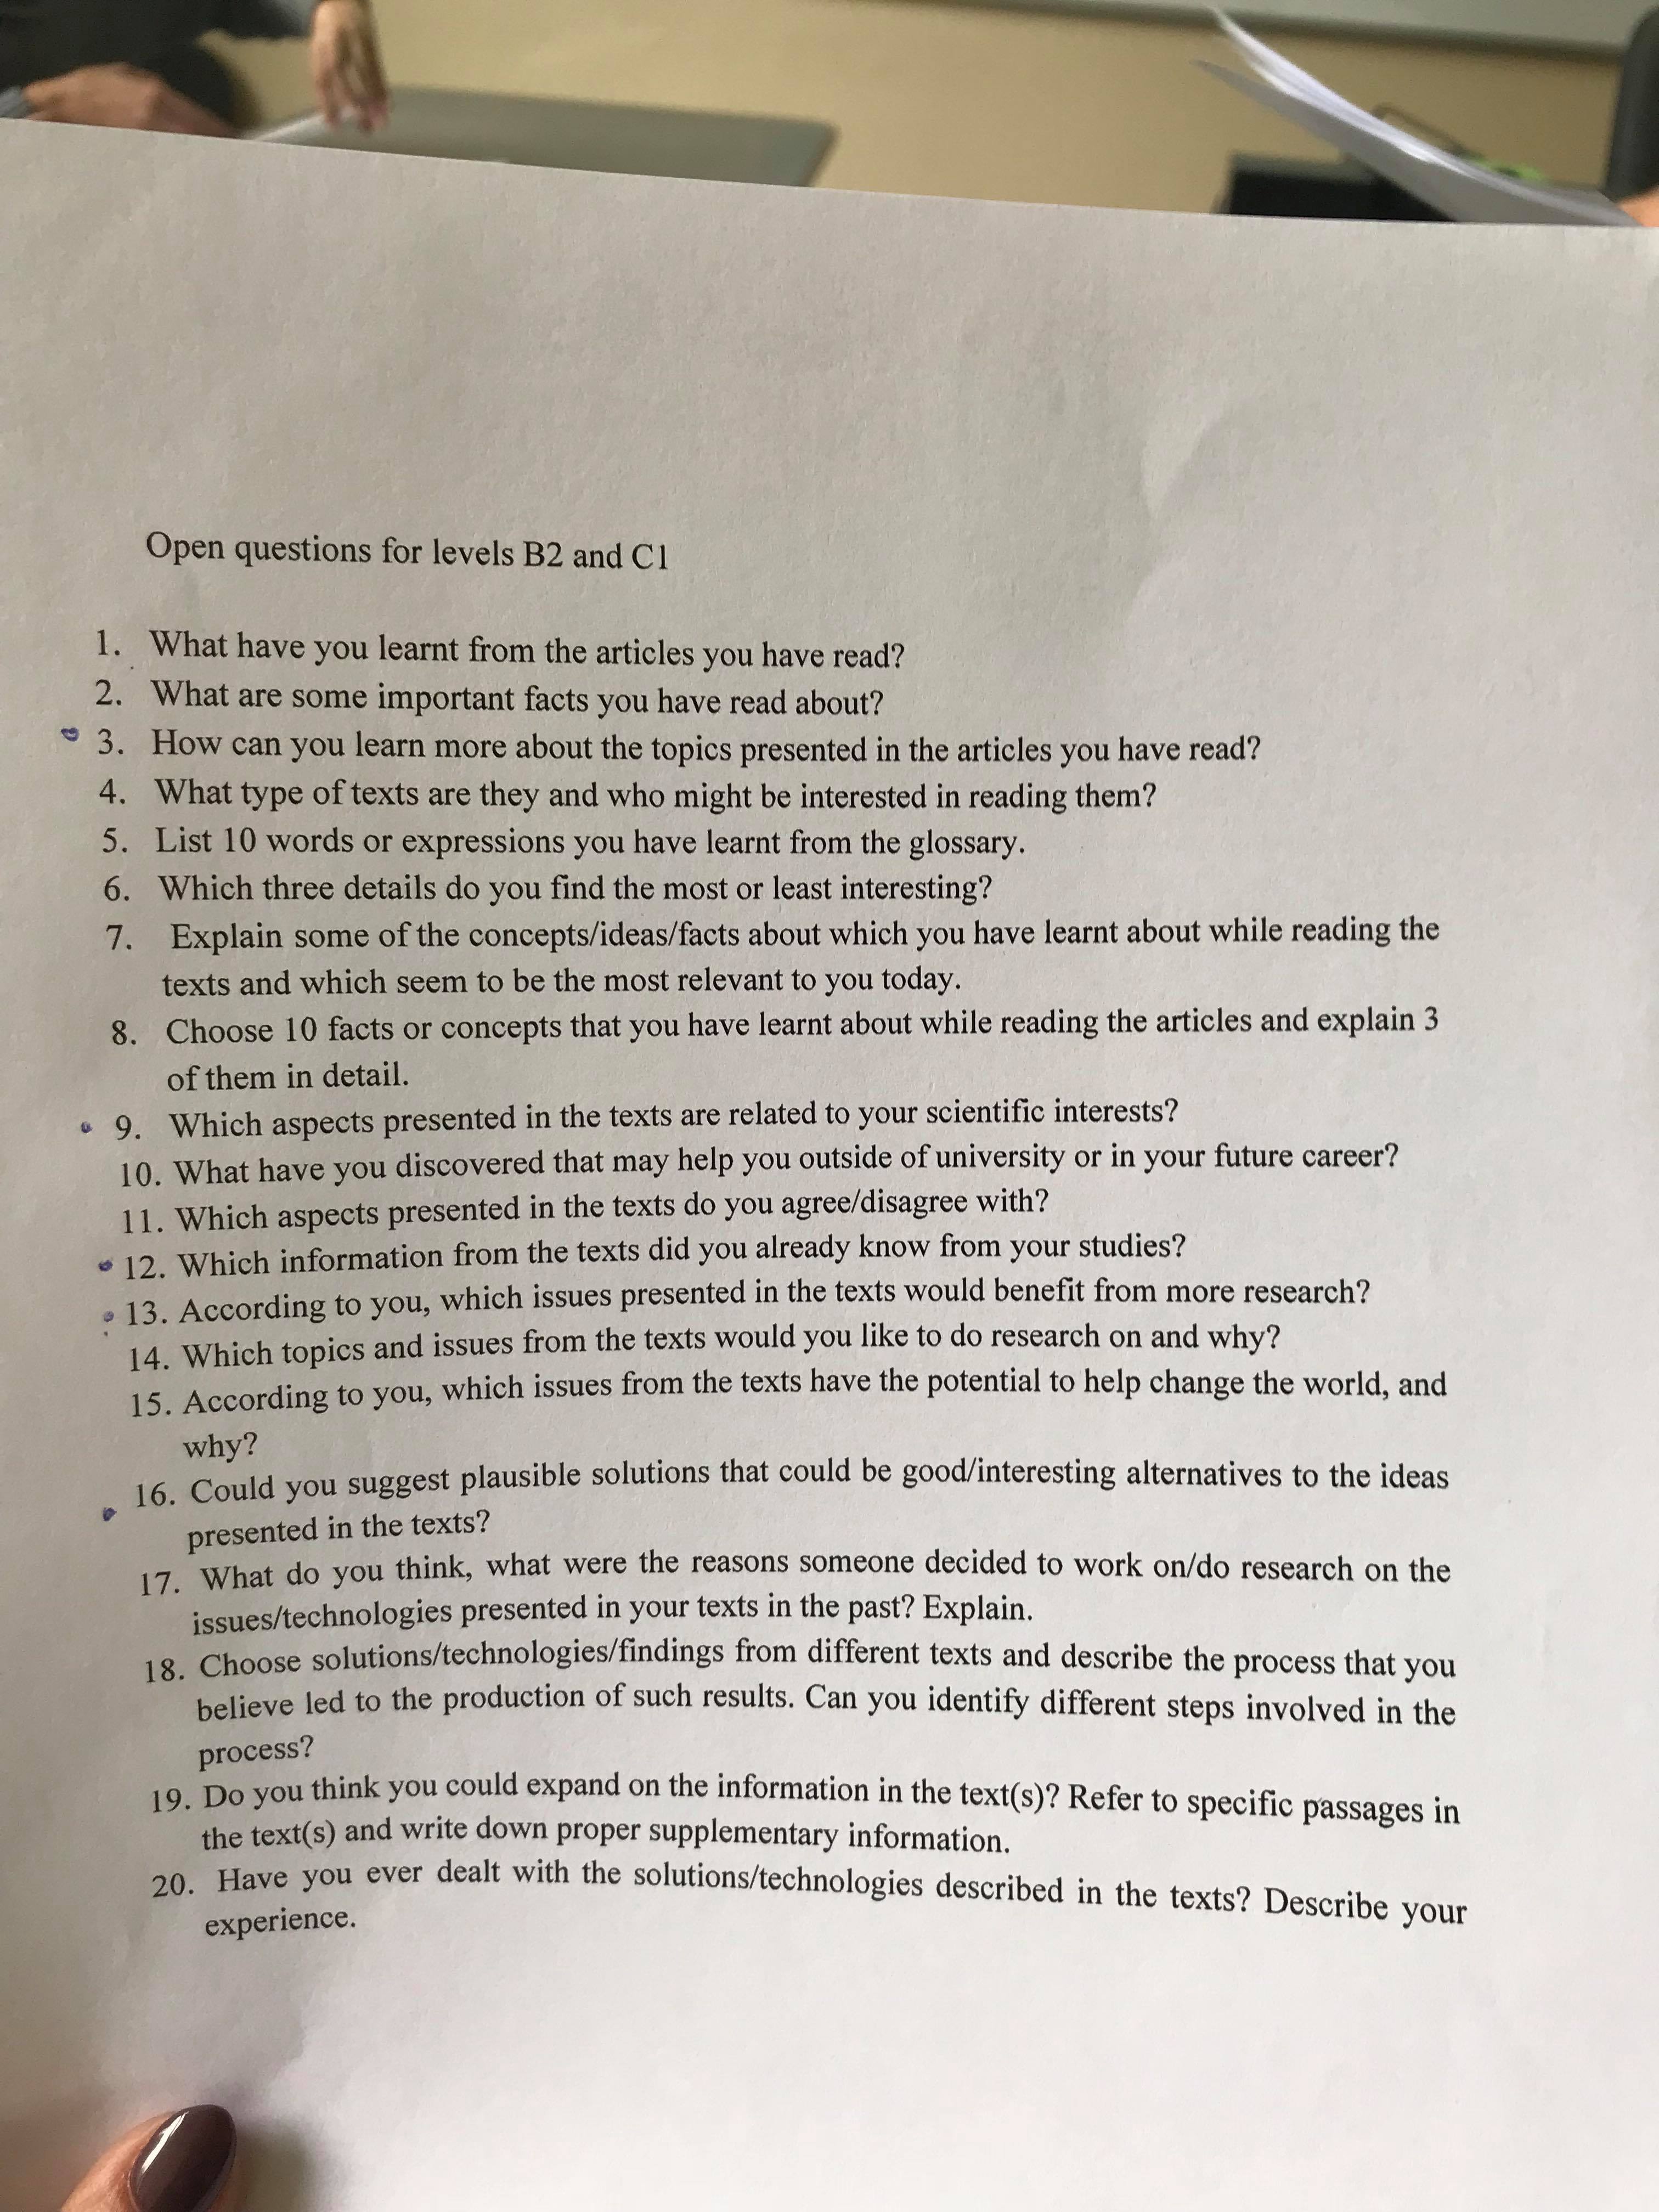 Open questions for levels B2 and C1
1. What have you learnt from the articles you have read?
2. What are some important facts you have read about?
3. How can you learn more about the topics presented in the articles you have read?
4. What type of texts are they and who might be interested in reading them?
5. List 10 words or expressions you have learnt from the glossary.
6. Which three details do you find the most or least interesting?
7. Explain some of the concepts/ideas/facts about which you have learnt about while reading the
texts and which seem to be the most relevant to you today.
8. Choose 10 facts or concepts that you have learnt about while reading the articles and explain 3
of them in detail.
9. Which aspects presented in the texts are related to your scientific interests?
10. What have you discovered that may help you outside of university or in your future career?
11. Which aspects presented in the texts do you agree/disagree with?
12. Which information from the texts did you already know from your studies?
13. According to you, which issues presented in the texts would benefit from more research?
14. Which topics and issues from the texts would you like to do research on and why?
15. According to you, which issues from the texts have the potential to help change the world, and
why?
16. Could you suggest plausible solutions that could be good/interesting alternatives to the ideas
presented in the texts?
17. What do you think, what were the reasons someone decided to work on/do research on the
issues/technologies presented in your texts in the past? Explain.
18. Choose solutions/technologies/findings from different texts and describe the process that you
believe led to the production of such results. Can you identify different steps involved in the
process?
19. Do you think you could expand on the information in the text(s)? Refer to specific passages in
the text(s) and write down proper supplementary information.
20. Have you ever dealt with the solutions/technologies described in the texts? Describe your
experience.